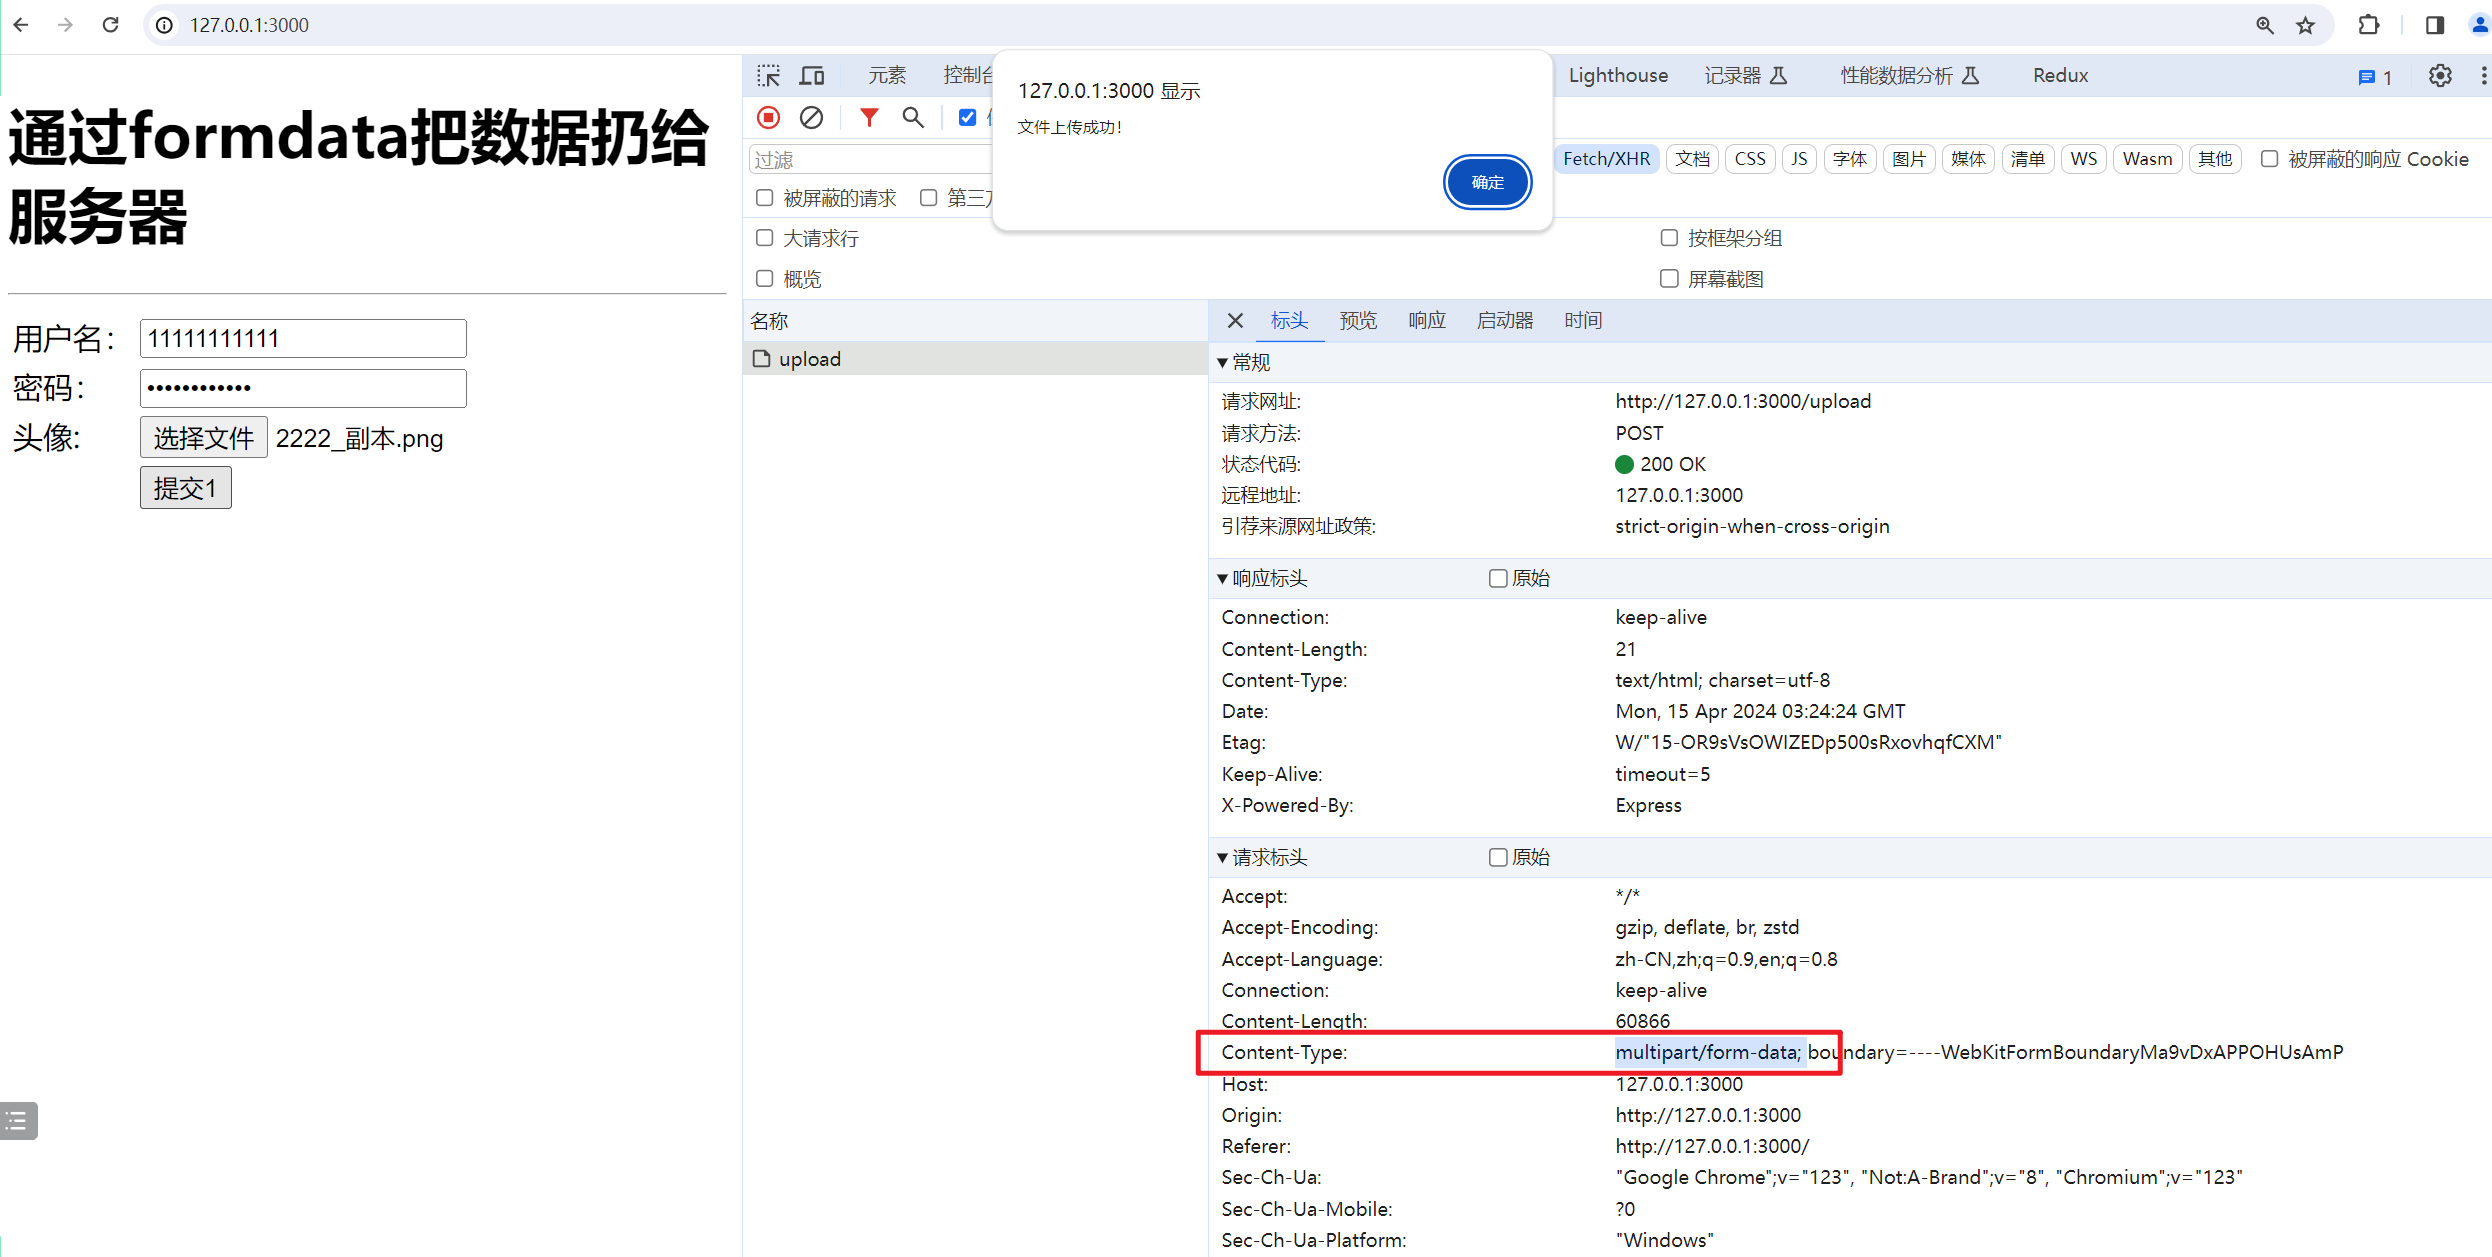 127.0.0.1:3000
通过formdata把数据扔给
服务器
用户名：
11111111111
密码：
••••••••••••
头像:
选择文件 2222_副本.png
提交1
元素
控制台
127.0.0.1:3000 显示
文件上传成功！
确定
Lighthouse
记录器
性能数据分析
Redux
1
过滤
Fetch/XHR
文档
CSS
JS
字体
图片
媒体
清单
WS
Wasm
其他
被屏蔽的响应 Cookie
被屏蔽的请求
第三
大请求行
按框架分组
概览
屏幕截图
名称
upload
标头
预览
响应
启动器
时间
常规
请求网址: http://127.0.0.1:3000/upload
请求方法: POST
状态代码: 200 OK
远程地址: 127.0.0.1:3000
引荐来源网址政策: strict-origin-when-cross-origin
响应标头 原始
Connection: keep-alive
Content-Length: 21
Content-Type: text/html; charset=utf-8
Date: Mon, 15 Apr 2024 03:24:24 GMT
Etag: W/"15-OR9sVsOWIZEDp500sRxovhqfCXM"
Keep-Alive: timeout=5
X-Powered-By: Express
请求标头 原始
Accept: */*
Accept-Encoding: gzip, deflate, br, zstd
Accept-Language: zh-CN,zh;q=0.9,en;q=0.8
Connection: keep-alive
Content-Length: 60866
Content-Type: multipart/form-data; boundary=----WebKitFormBoundaryMa9vDxAPPOHUsAmP
Host: 127.0.0.1:3000
Origin: http://127.0.0.1:3000
Referer: http://127.0.0.1:3000/
Sec-Ch-Ua: "Google Chrome";v="123", "Not:A-Brand";v="8", "Chromium";v="123"
Sec-Ch-Ua-Mobile: ?0
Sec-Ch-Ua-Platform: "Windows"